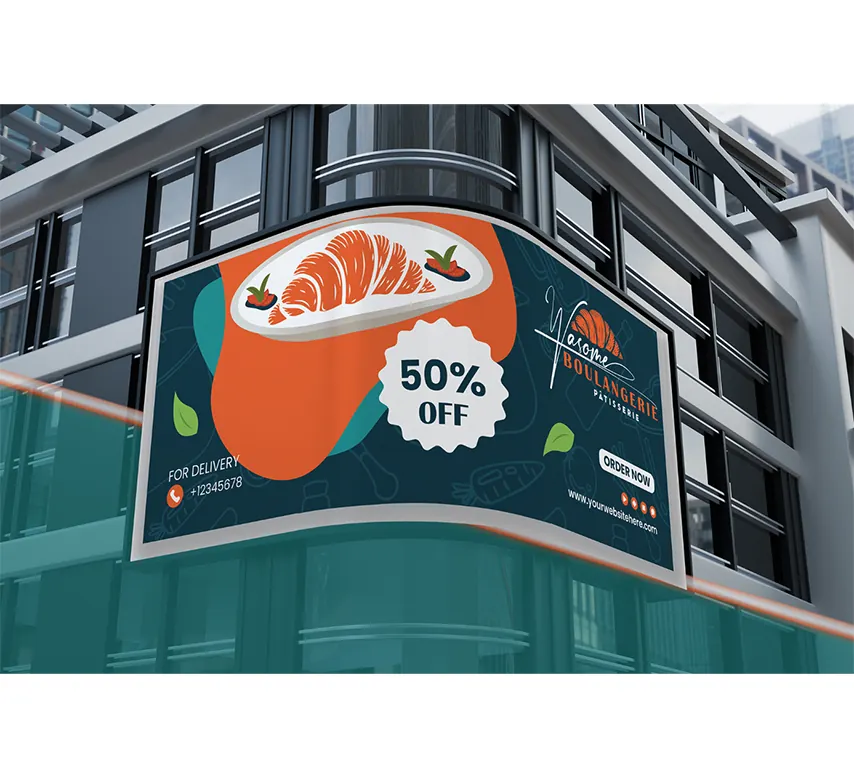 50%
OFF
Wasome
BOULANGERIE
PÂTISSERIE
FOR DELIVERY
+12345678
ORDER NOW
www.yourwebsitehere.com